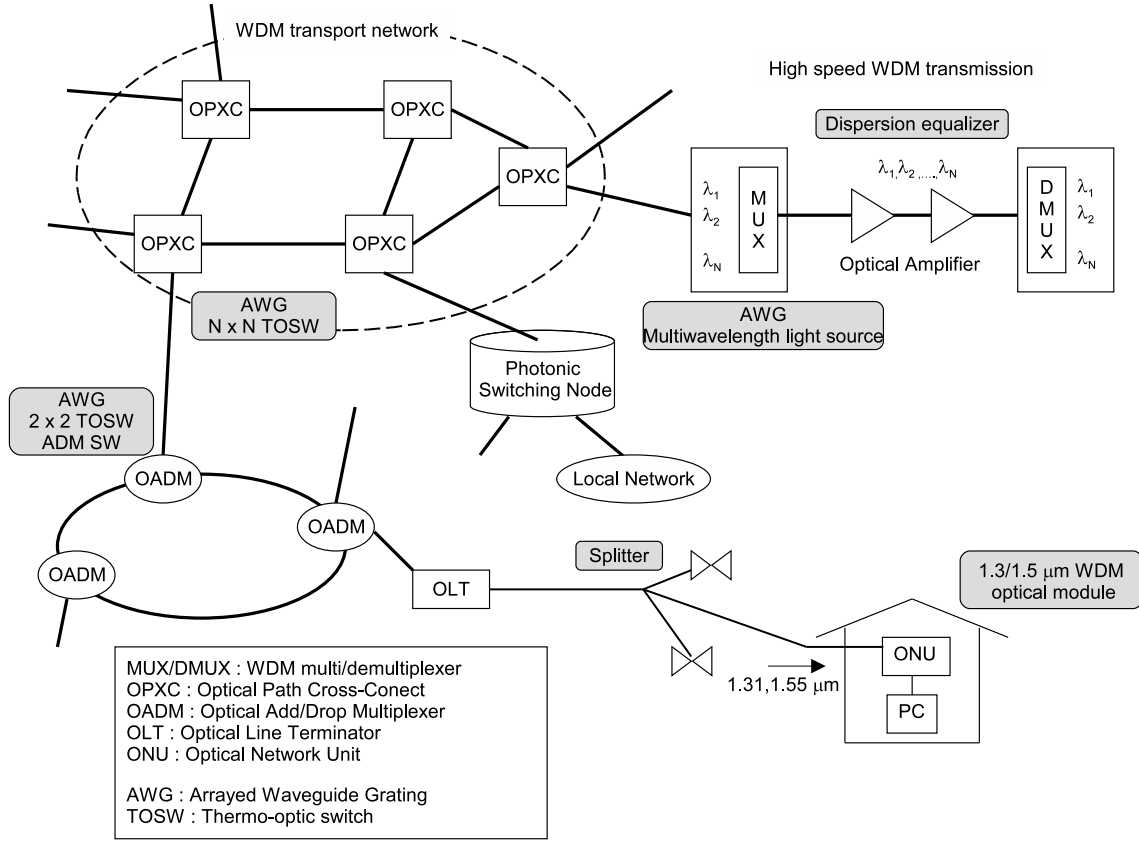 WDM transport network
High speed WDM transmission
OPXC
OPXC
OPXC
OPXC
OPXC
Dispersion equalizer
λ1,λ2,....,λN
λ1
λ2
λN
MUX
Optical Amplifier
DMUX
λ1
λ2
λN
AWG
N x N TOSW
AWG
Multiwavelength light source
Photonic
Switching Node
Local Network
AWG
2 x 2 TOSW
ADM SW
OADM
OADM
OADM
OLT
Splitter
1.3/1.5 μm WDM
optical module
1.31,1.55 μm
ONU
PC
MUX/DMUX : WDM multi/demultiplexer
OPXC : Optical Path Cross-Conect
OADM : Optical Add/Drop Multiplexer
OLT : Optical Line Terminator
ONU : Optical Network Unit
AWG : Arrayed Waveguide Grating
TOSW : Thermo-optic switch